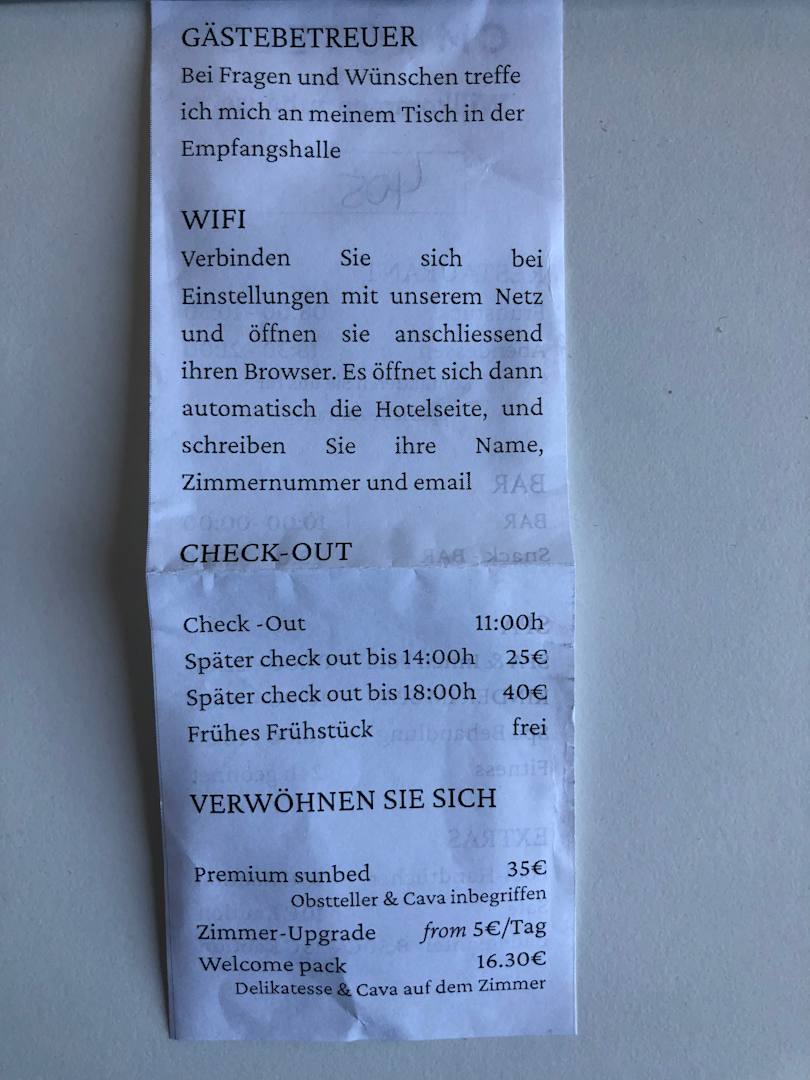 GÄSTEBETREUER
Bei Fragen und Wünschen treffe
ich mich an meinem Tisch in der
Empfangshalle
WIFI
Verbinden Sie sich bei
Einstellungen mit unserem Netz
und öffnen sie anschliessend
ihren Browser. Es öffnet sich dann
automatisch die Hotelseite, und
schreiben Sie ihre Name,
Zimmernummer und email
CHECK-OUT
Check -Out 11:00h
Später check out bis 14:00h 25€
Später check out bis 18:00h 40€
Frühes Frühstück frei
VERWÖHNEN SIE SICH
Premium sunbed 35€
Obstteller & Cava inbegriffen
Zimmer-Upgrade from 5€/Tag
Welcome pack 16.30€
Delikatesse & Cava auf dem Zimmer